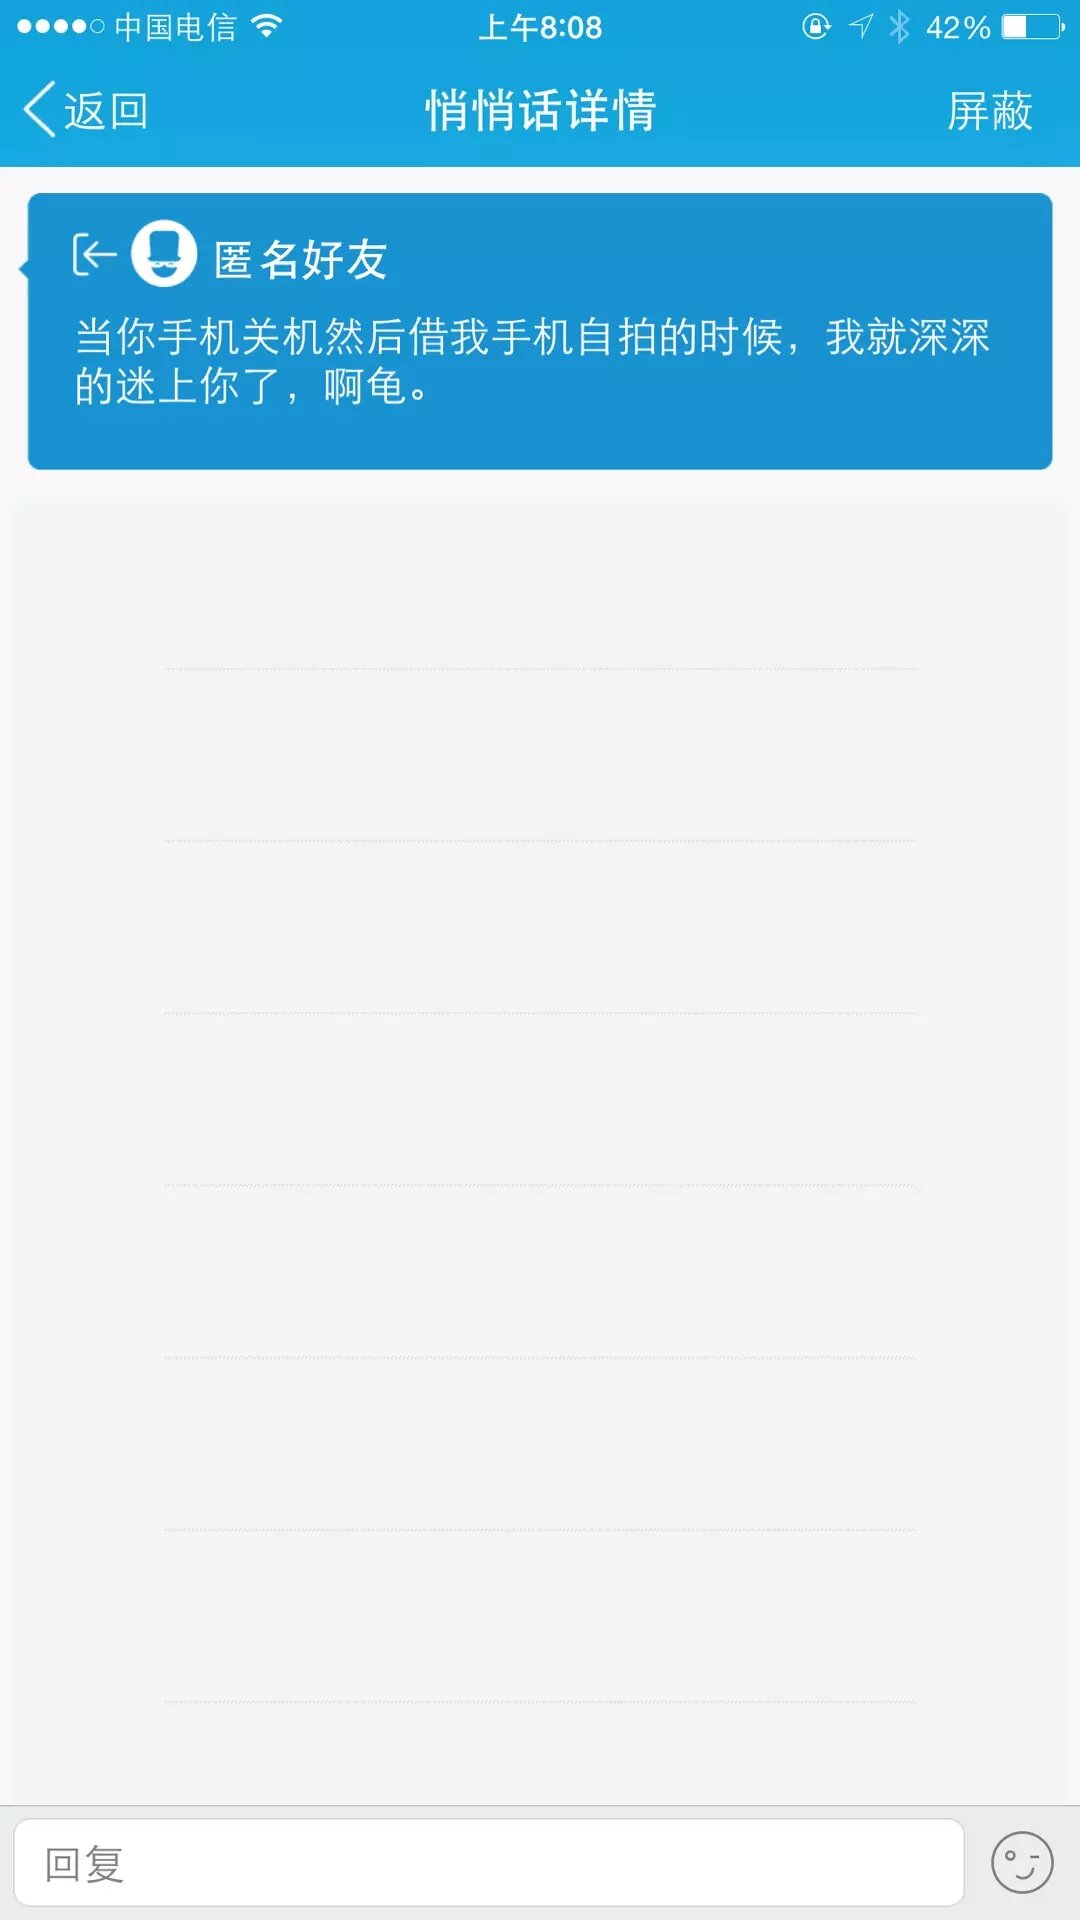 中国电信 上午8:08 42%
返回 悄悄话详情 屏蔽
匿名好友
当你手机关机然后借我手机自拍的时候，我就深深
的迷上你了，啊龟。
回复